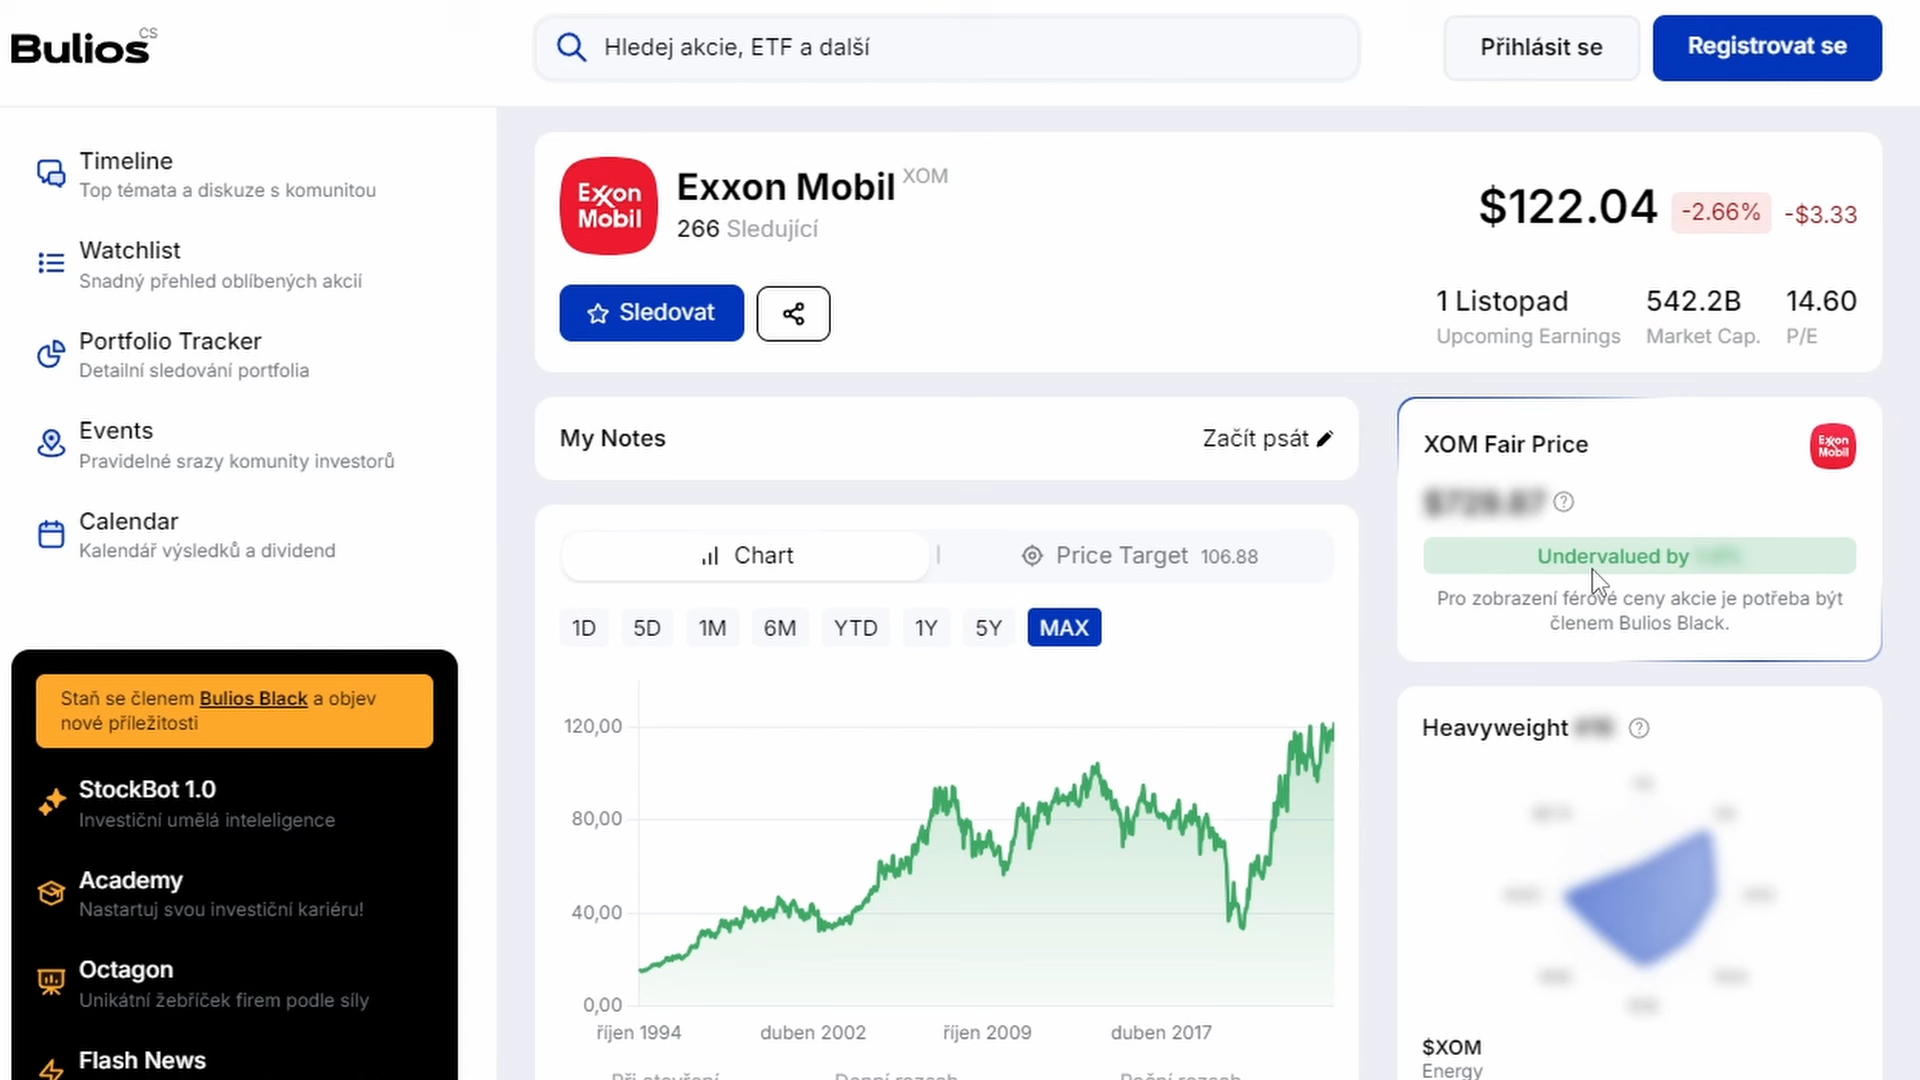 Bulios CS
Hledej akcie, ETF a další
Přihlásit se
Registrovat se
Timeline
Top témata a diskuze s komunitou
Watchlist
Snadný přehled oblíbených akcií
Portfolio Tracker
Detailní sledování portfolia
Events
Pravidelné srazy komunity investorů
Calendar
Kalendář výsledků a dividend
Staň se členem Bulios Black a objev
nové příležitosti
StockBot 1.0
Investiční umělá inteleligence
Academy
Nastartuj svou investiční kariéru!
Octagon
Unikátní žebříček firem podle síly
Flash News
Exxon
Mobil
Exxon Mobil XOM
266 Sledující
Sledovat
$122.04 -2.66% -$3.33
1 Listopad 542.2B 14.60
Upcoming Earnings Market Cap. P/E
My Notes
Začít psát
Chart
Price Target 106.88
1D 5D 1M 6M YTD 1Y 5Y MAX
120,00
80,00
40,00
0,00
říjen 1994 duben 2002 říjen 2009 duben 2017
Při otevření Denní rozsah Roční rozsah
XOM Fair Price
Exxon
Mobil
Undervalued by
Pro zobrazení férové ceny akcie je potřeba být
členem Bulios Black.
Heavyweight
$XOM
Energy